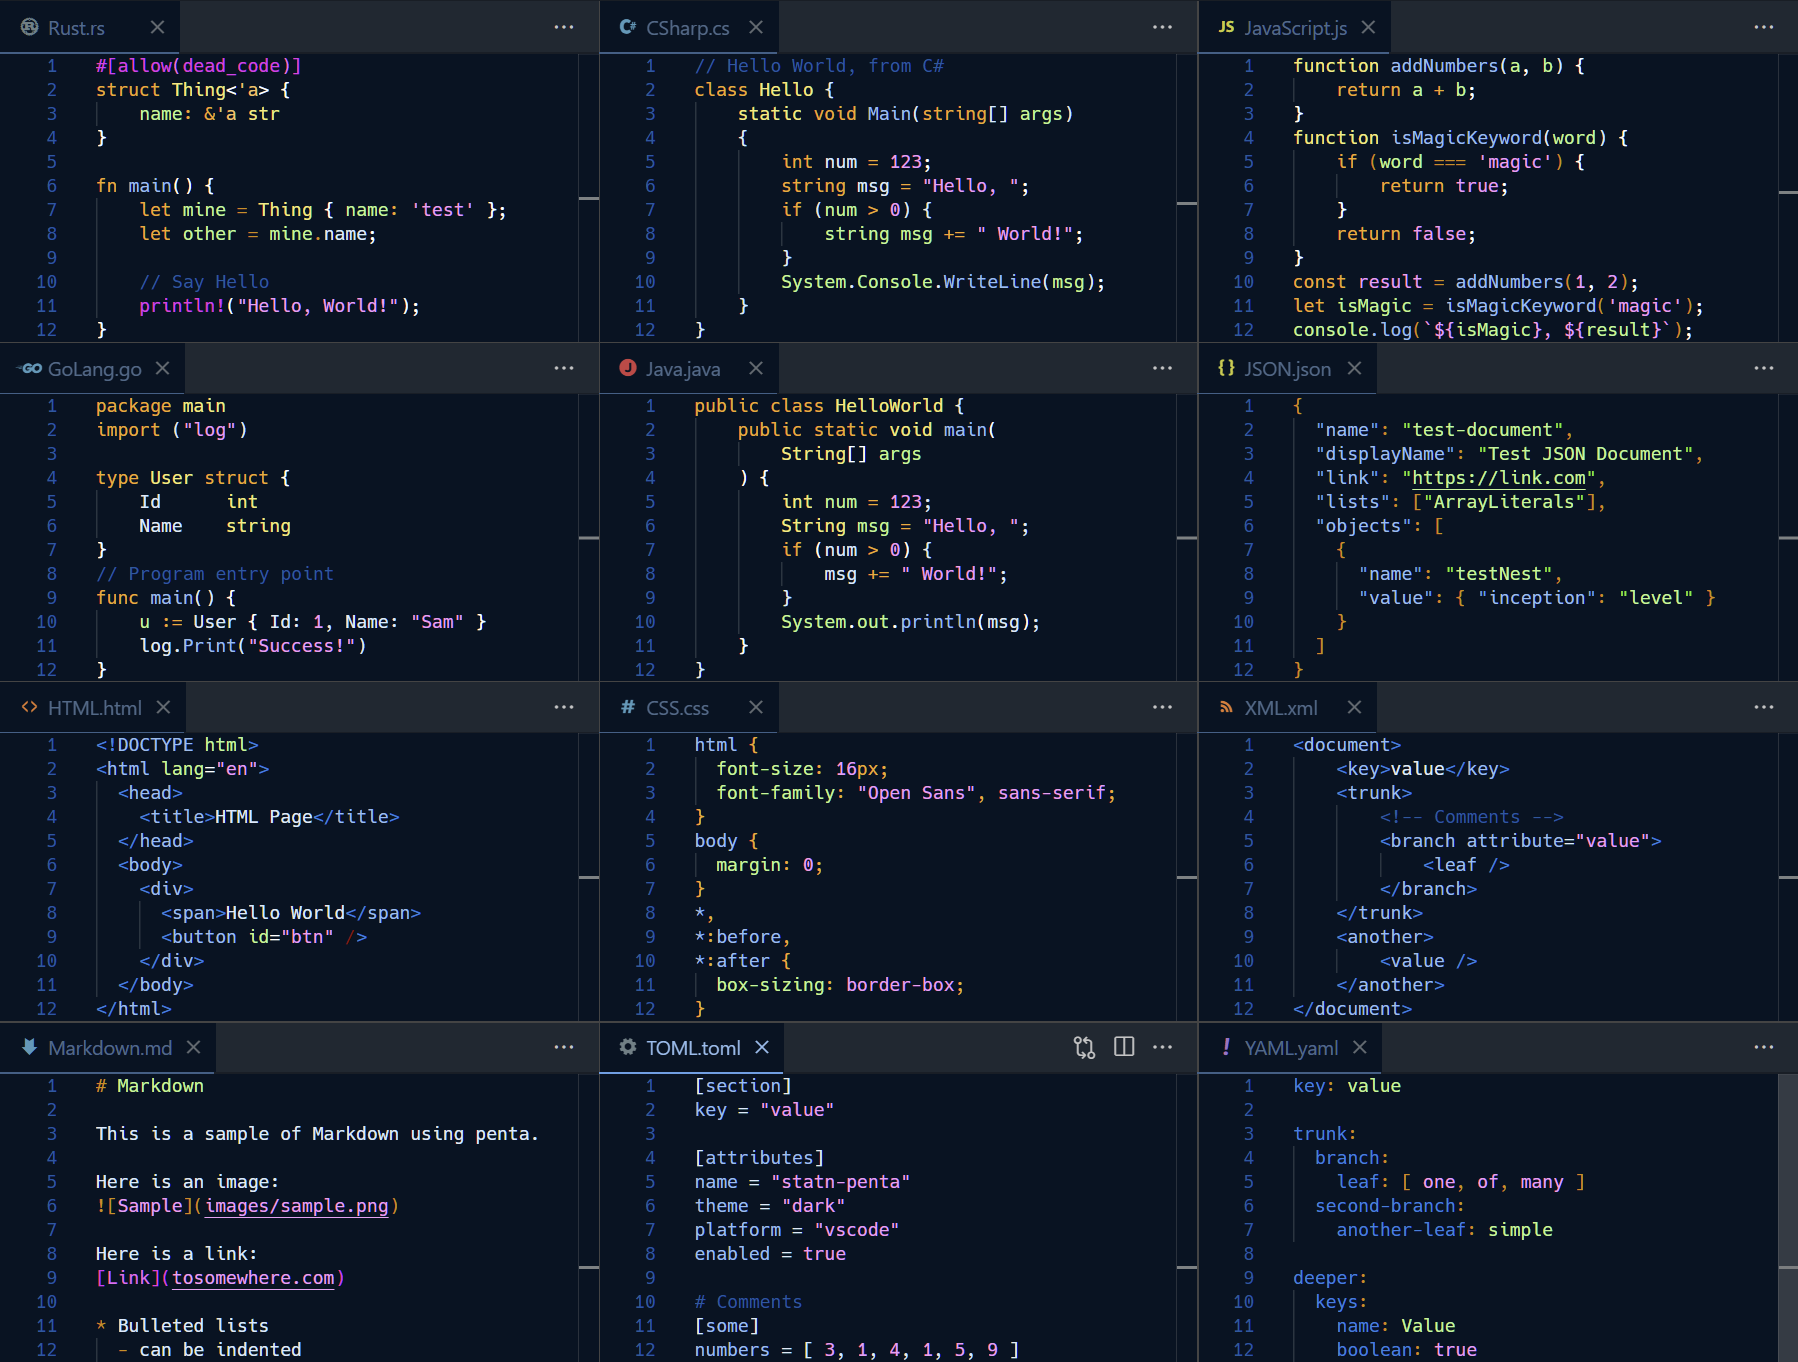 Rust.rs
1 #[allow(dead_code)]
2 struct Thing<'a> {
3     name: &'a str
4 }
5
6 fn main() {
7     let mine = Thing { name: 'test' };
8     let other = mine.name;
9
10     // Say Hello
11     println!("Hello, World!");
12 }
CSharp.cs
1 // Hello World, from C#
2 class Hello {
3     static void Main(string[] args)
4     {
5         int num = 123;
6         string msg = "Hello, ";
7         if (num > 0) {
8             string msg += " World!";
9         }
10         System.Console.WriteLine(msg);
11     }
12 }
JS JavaScript.js
1 function addNumbers(a, b) {
2     return a + b;
3 }
4 function isMagicKeyword(word) {
5     if (word === 'magic') {
6         return true;
7     }
8     return false;
9 }
10 const result = addNumbers(1, 2);
11 let isMagic = isMagicKeyword('magic');
12 console.log(`${isMagic}, ${result}`);
GO GoLang.go
1 package main
2 import ("log")
3
4 type User struct {
5     Id      int
6     Name    string
7 }
8 // Program entry point
9 func main() {
10     u := User { Id: 1, Name: "Sam" }
11     log.Print("Success!")
12 }
J Java.java
1 public class HelloWorld {
2     public static void main(
3         String[] args
4     ) {
5         int num = 123;
6         String msg = "Hello, ";
7         if (num > 0) {
8             msg += " World!";
9         }
10         System.out.println(msg);
11     }
12 }
{} JSON.json
1 {
2   "name": "test-document",
3   "displayName": "Test JSON Document",
4   "link": "https://link.com",
5   "lists": ["ArrayLiterals"],
6   "objects": [
7     {
8       "name": "testNest",
9       "value": { "inception": "level" }
10     }
11   ]
12 }
<> HTML.html
1 <!DOCTYPE html>
2 <html lang="en">
3   <head>
4     <title>HTML Page</title>
5   </head>
6   <body>
7     <div>
8       <span>Hello World</span>
9       <button id="btn" />
10     </div>
11   </body>
12 </html>
# CSS.css
1 html {
2   font-size: 16px;
3   font-family: "Open Sans", sans-serif;
4 }
5 body {
6   margin: 0;
7 }
8 *,
9 *:before,
10 *:after {
11   box-sizing: border-box;
12 }
XML.xml
1 <document>
2     <key>value</key>
3     <trunk>
4         <!-- Comments -->
5         <branch attribute="value">
6             <leaf />
7         </branch>
8     </trunk>
9     <another>
10         <value />
11     </another>
12 </document>
Markdown.md
1 # Markdown
2
3 This is a sample of Markdown using penta.
4
5 Here is an image:
6 ![Sample](images/sample.png)
7
8 Here is a link:
9 [Link](tosomewhere.com)
10
11 * Bulleted lists
12   - can be indented
TOML.toml
1 [section]
2 key = "value"
3
4 [attributes]
5 name = "statn-penta"
6 theme = "dark"
7 platform = "vscode"
8 enabled = true
9
10 # Comments
11 [some]
12 numbers = [ 3, 1, 4, 1, 5, 9 ]
! YAML.yaml
1 key: value
2
3 trunk:
4   branch:
5     leaf: [ one, of, many ]
6   second-branch:
7     another-leaf: simple
8
9 deeper:
10   keys:
11     name: Value
12     boolean: true